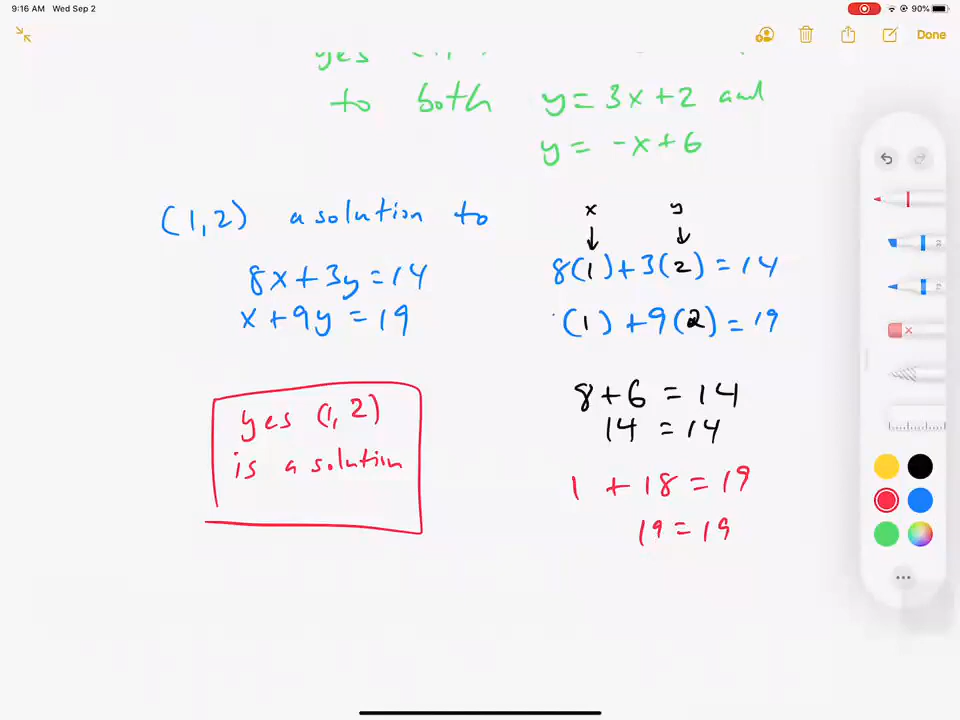 9:16 AM Wed Sep 2
90%
Done
yes
to both y = 3x + 2 and
y = -x + 6
(1,2) a solution to
8x + 3y = 14
x + 9y = 19
x y
8(1) + 3(2) = 14
(1) + 9(2) = 19
8 + 6 = 14
14 = 14
1 + 18 = 19
19 = 19
yes (1,2)
is a solution